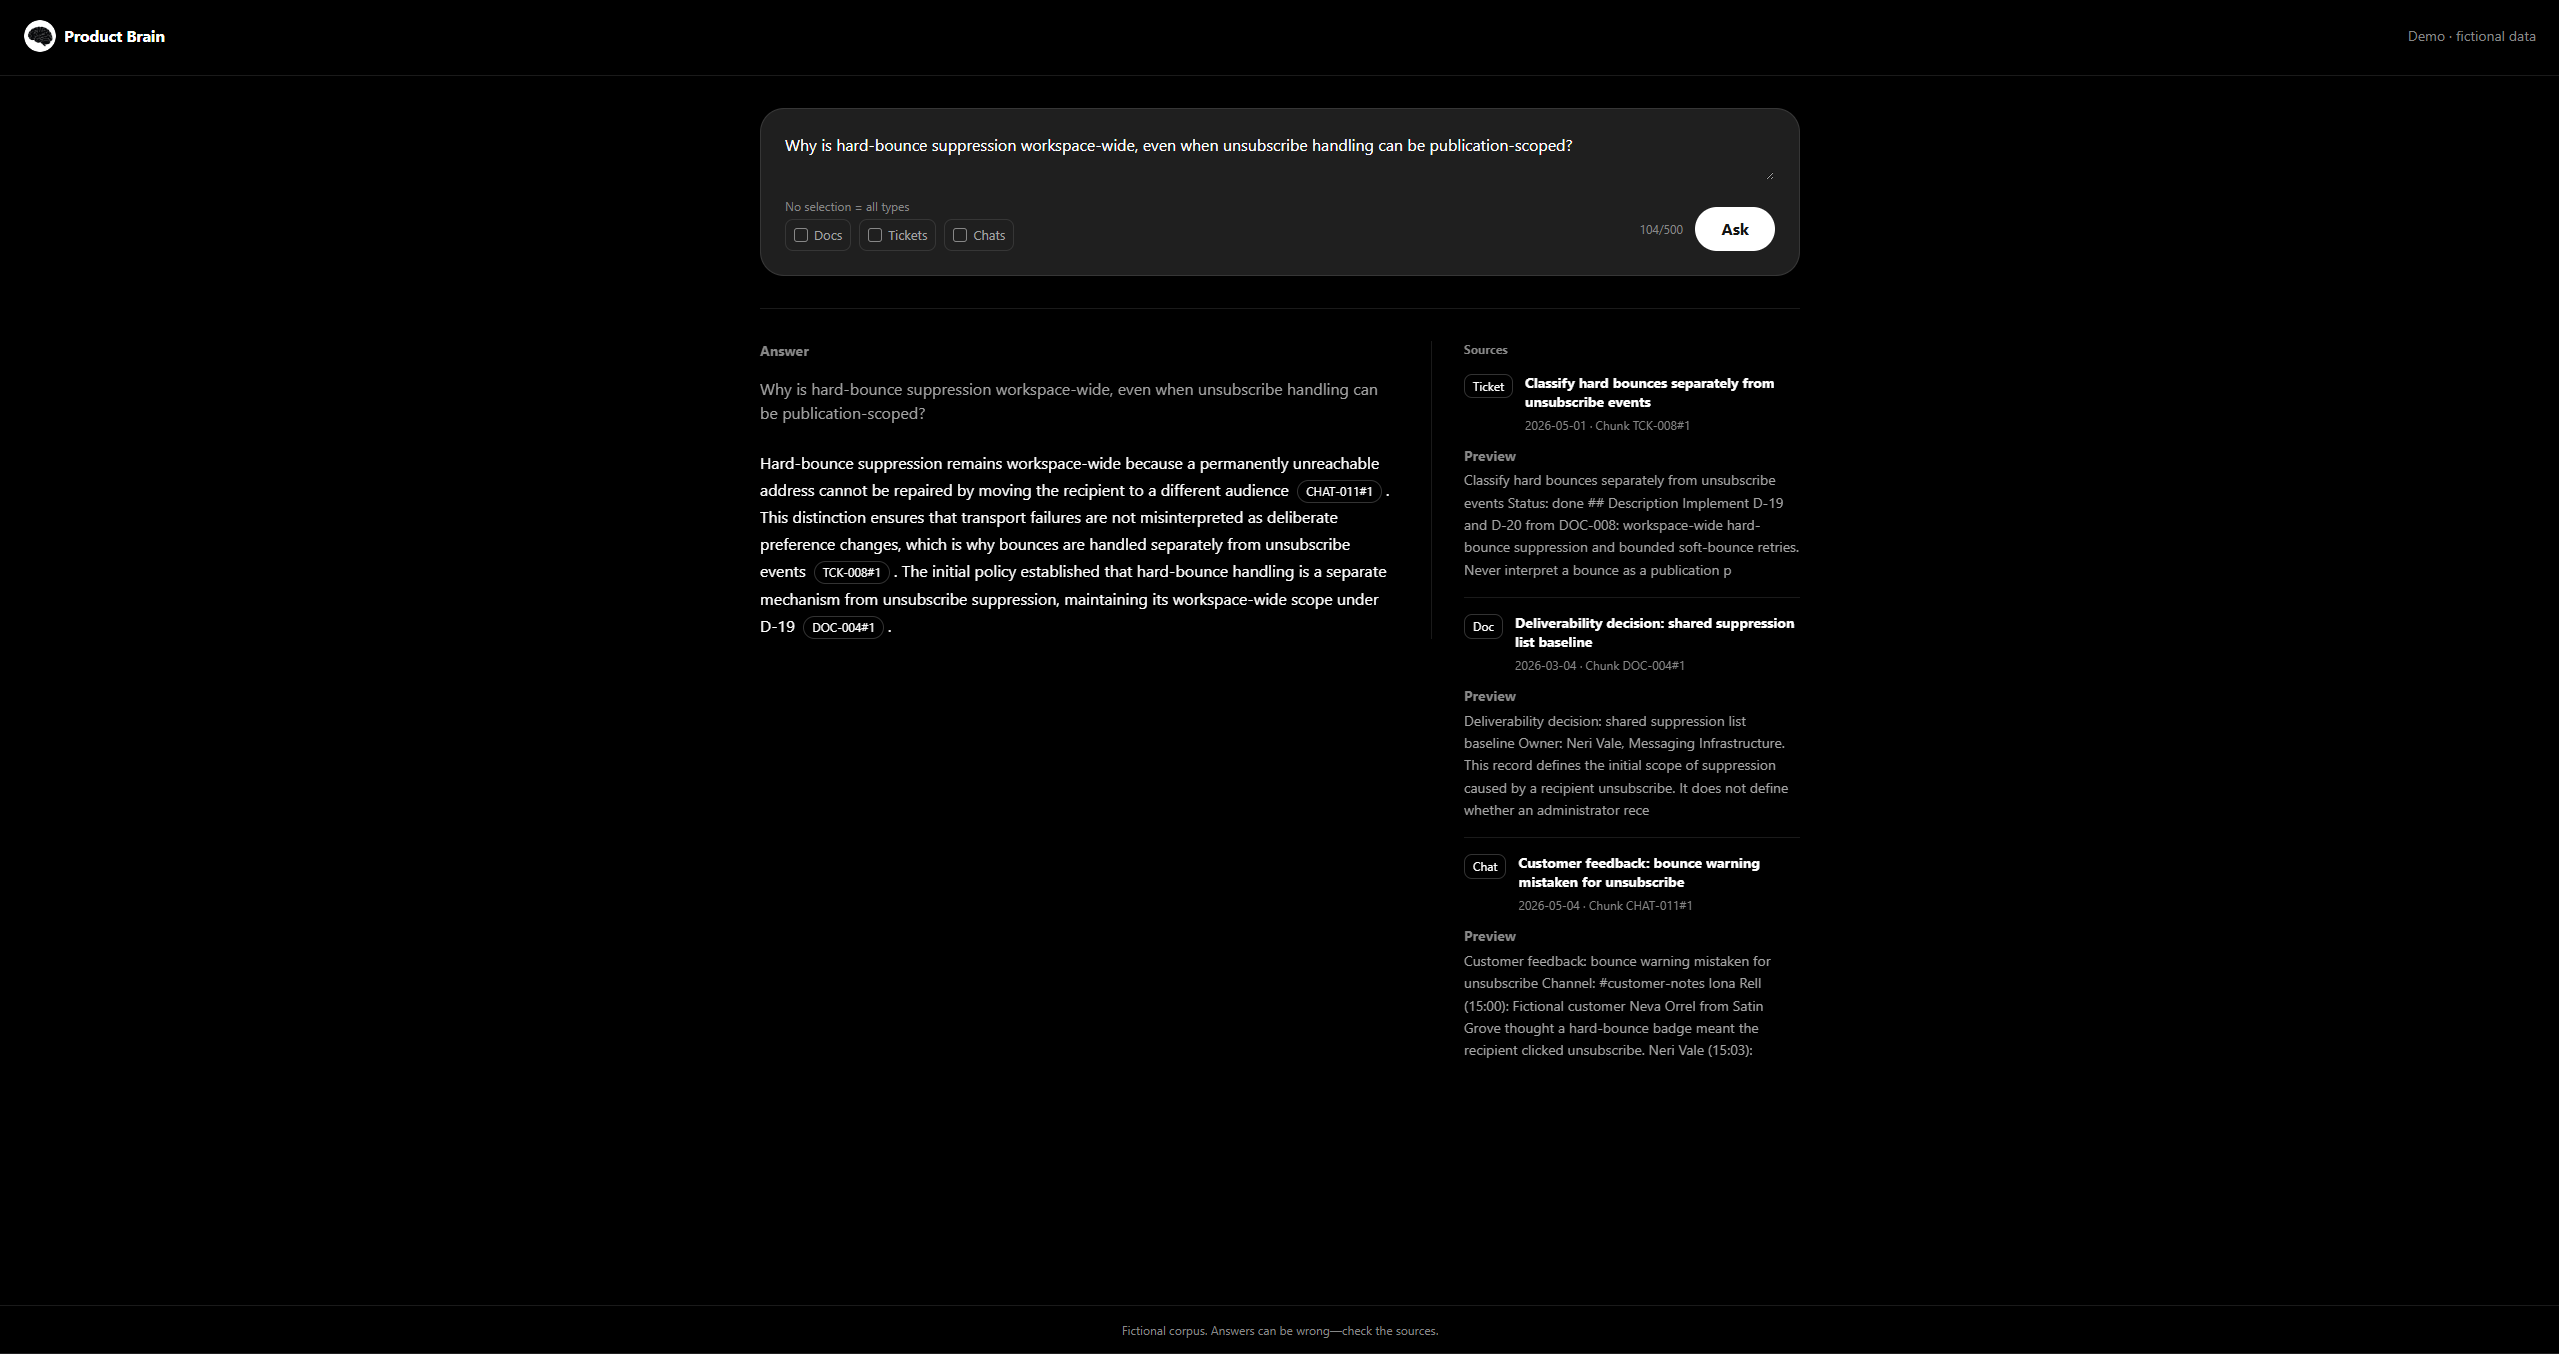 Product Brain
Demo · fictional data
Why is hard-bounce suppression workspace-wide, even when unsubscribe handling can be publication-scoped?
No selection = all types
Docs
Tickets
Chats
104/500
Ask
Answer
Why is hard-bounce suppression workspace-wide, even when unsubscribe handling can
be publication-scoped?
Hard-bounce suppression remains workspace-wide because a permanently unreachable
address cannot be repaired by moving the recipient to a different audience CHAT-011#1 .
This distinction ensures that transport failures are not misinterpreted as deliberate
preference changes, which is why bounces are handled separately from unsubscribe
events TCK-008#1 . The initial policy established that hard-bounce handling is a separate
mechanism from unsubscribe suppression, maintaining its workspace-wide scope under
D-19 DOC-004#1 .
Sources
Ticket
Classify hard bounces separately from
unsubscribe events
2026-05-01 · Chunk TCK-008#1
Preview
Classify hard bounces separately from unsubscribe
events Status: done ## Description Implement D-19
and D-20 from DOC-008: workspace-wide hard-
bounce suppression and bounded soft-bounce retries.
Never interpret a bounce as a publication p
Doc
Deliverability decision: shared suppression
list baseline
2026-03-04 · Chunk DOC-004#1
Preview
Deliverability decision: shared suppression list
baseline Owner: Neri Vale, Messaging Infrastructure.
This record defines the initial scope of suppression
caused by a recipient unsubscribe. It does not define
whether an administrator rece
Chat
Customer feedback: bounce warning
mistaken for unsubscribe
2026-05-04 · Chunk CHAT-011#1
Preview
Customer feedback: bounce warning mistaken for
unsubscribe Channel: #customer-notes Iona Rell
(15:00): Fictional customer Neva Orrel from Satin
Grove thought a hard-bounce badge meant the
recipient clicked unsubscribe. Neri Vale (15:03):
Fictional corpus. Answers can be wrong—check the sources.